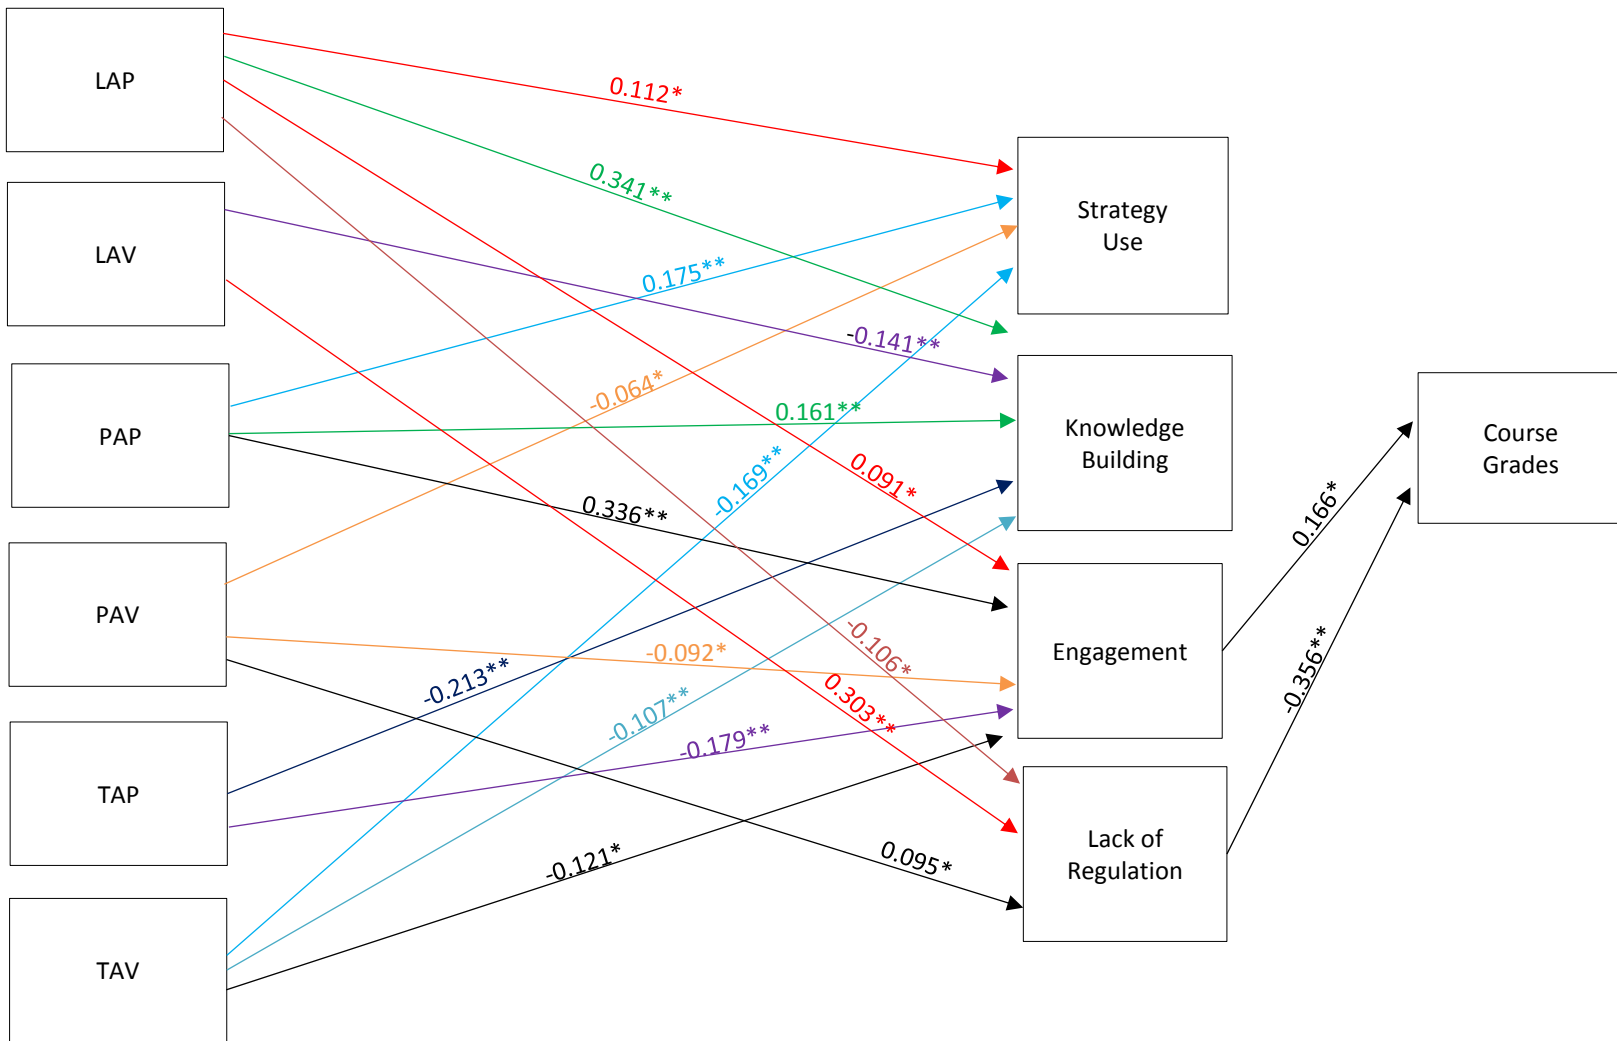 LAP
LAV
PAP
PAV
TAP
TAV
0.112*
0.341**
0.175**
-0.141**
-0.064*
0.161**
-0.169**
0.091*
0.336**
-0.106*
-0.092*
-0.213**
0.303**
-0.107**
-0.179**
-0.121*
0.095*
Strategy
Use
Knowledge
Building
Engagement
Lack of
Regulation
0.166*
-0.356**
Course
Grades